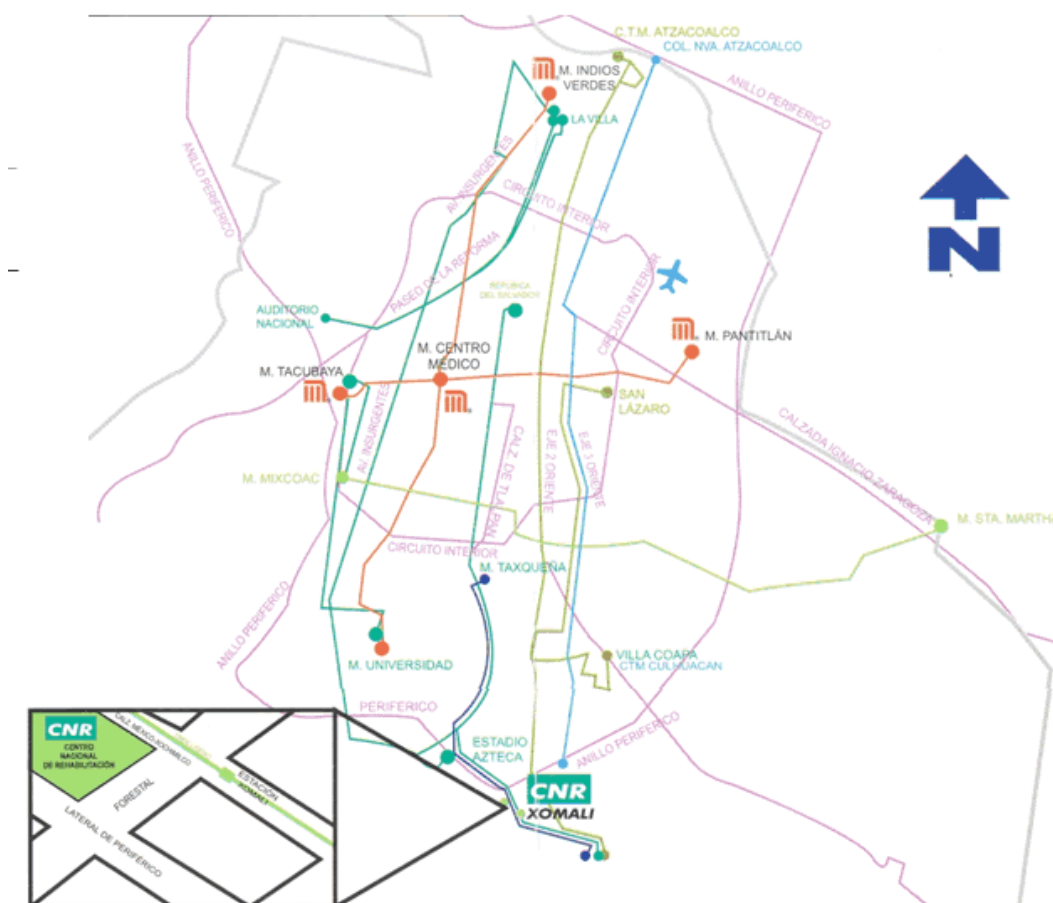 C.T.M. ATZACOALCO
COL. NVA. ATZACOALCO
M. INDIOS
VERDES
ANILLO PERIFERICO
LA VILLA
ANILLO PERIFERICO
AV. INSURGENTES
CIRCUITO INTERIOR
PASEO DE LA REFORMA
N
CIRCUITO INTERIOR
REPUBICA
DEL SALVADOR
AUDITORIO
NACIONAL
M. PANTITLÁN
M. CENTRO
MEDICO
M. TACUBAYA
SAN
LÁZARO
AV. INSURGENTES
CALZ. DE TLALPAN
EJE 2 ORIENTE
EJE 3 ORIENTE
CALZADA IGNACIO ZARAGOZA
M. MIXCOAC
M. STA. MARTH
CIRCUITO INTERIOR
M. TAXQUEÑA
ANILLO PERIFERICO
M. UNIVERSIDAD
VILLA COAPA
CTM CULHUACAN
PERIFERICO
ESTADIO
AZTECA
ANILLO PERIFERICO
CNR
XOMALI
CNR
CENTRO
NACIONAL
DE REHABILITACIÓN
CALZ. MÉXICO-XOCHIMILCO
ESTACIÓN
XOMALI
FORESTAL
LATERAL DE PERIFÉRICO